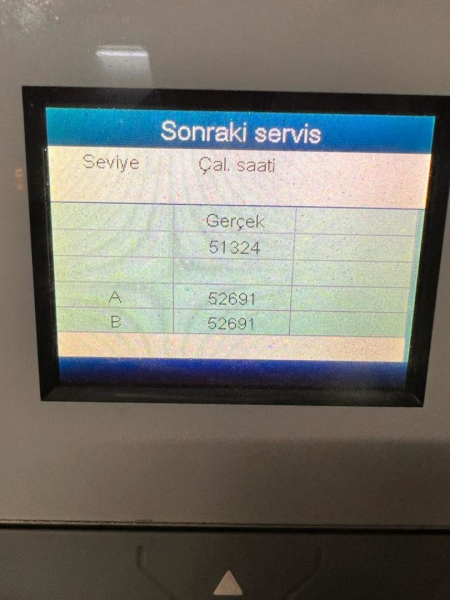 Sonraki servis
Seviye Çal. saati
Gerçek
51324
A 52691
B 52691